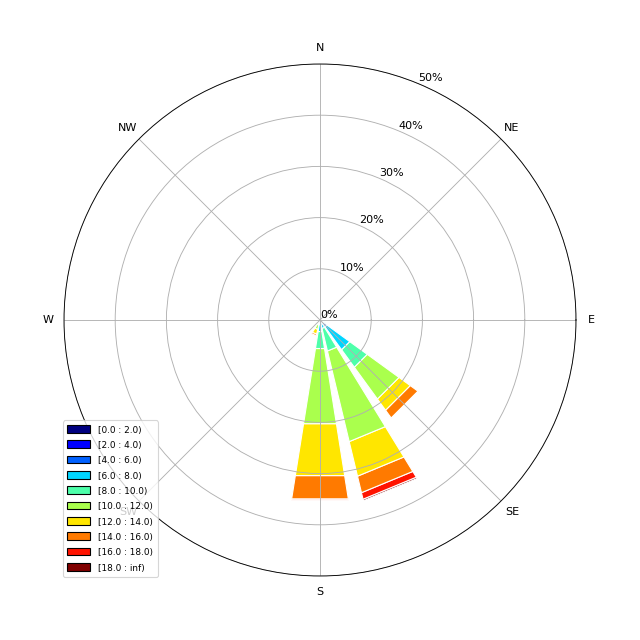 N
50%
NW
40%
NE
30%
20%
10%
W
0%
E
[0.0 : 2.0)
[2.0 : 4.0)
[4.0 : 6.0)
[6.0 : 8.0)
[8.0 : 10.0)
[10.0 : 12.0)
[12.0 : 14.0)
[14.0 : 16.0)
[16.0 : 18.0)
[18.0 : inf)
SW
SE
S